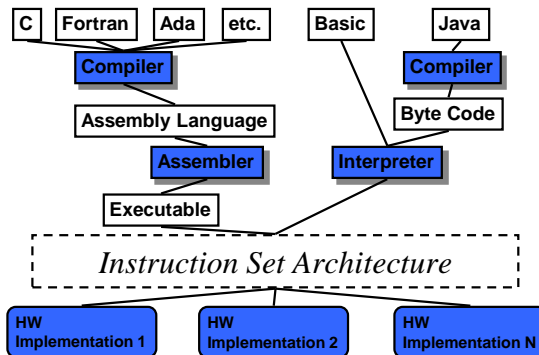 C Fortran Ada etc. Basic Java
Compiler Compiler
Assembly Language Byte Code
Assembler Interpreter
Executable
Instruction Set Architecture
HW HW HW
Implementation 1 Implementation 2 Implementation N